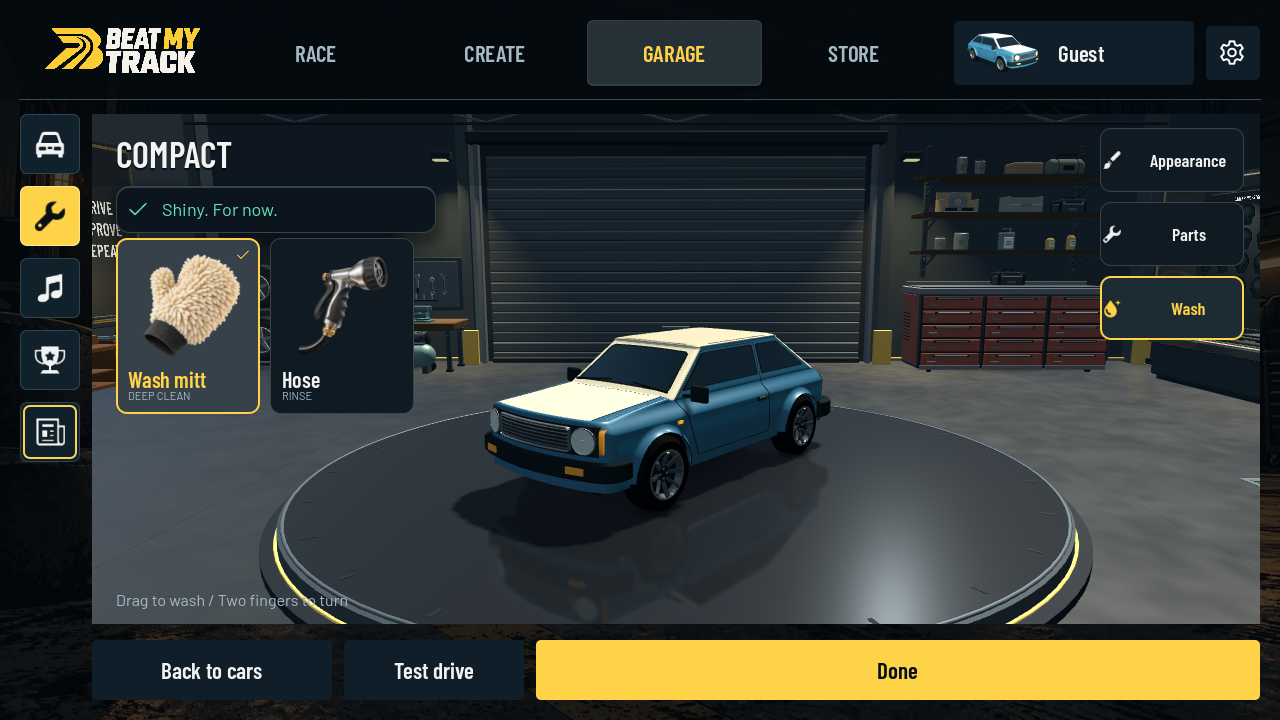 BEAT MY TRACK
RACE
CREATE
GARAGE
STORE
Guest
COMPACT
Shiny. For now.
Wash mitt
DEEP CLEAN
Hose
RINSE
Appearance
Parts
Wash
Drag to wash / Two fingers to turn
Back to cars
Test drive
Done